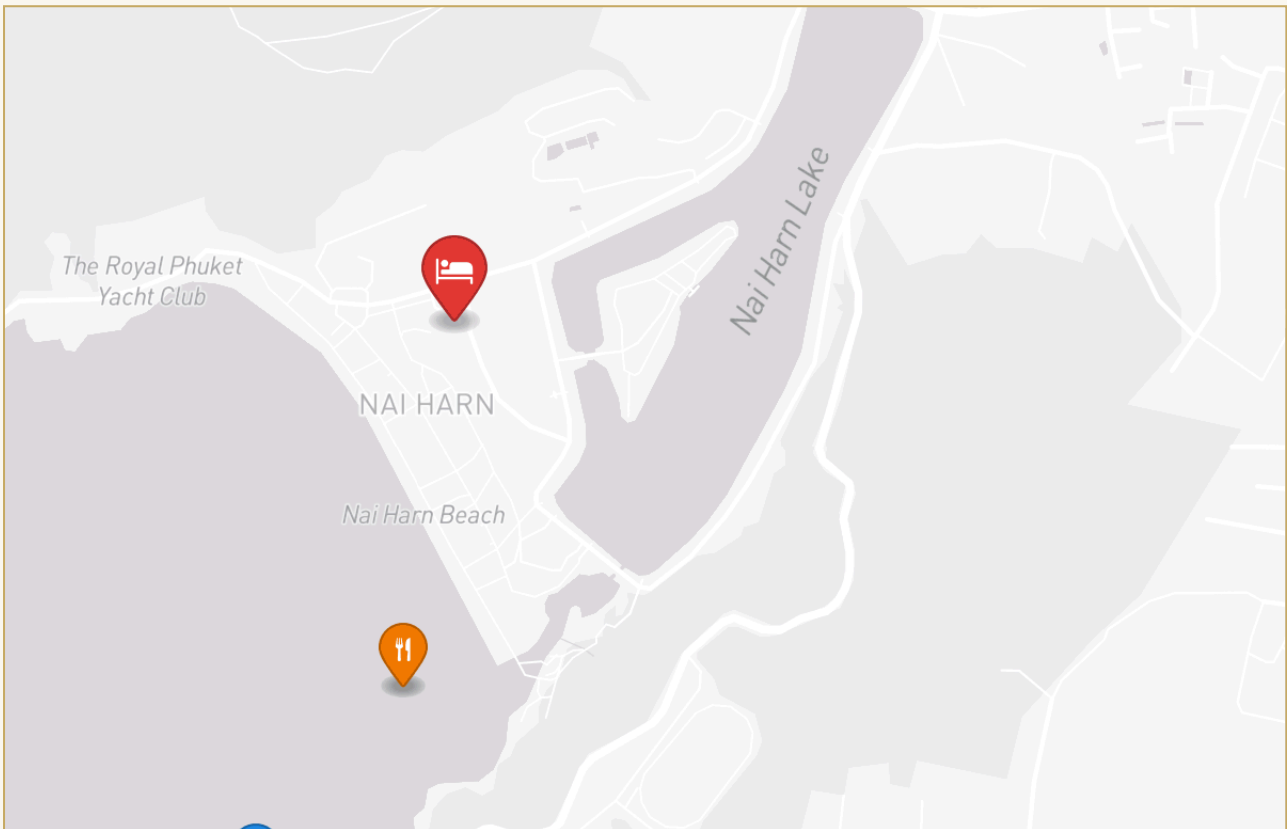 The Royal Phuket
Yacht Club
Nai Harn Lake
NAI HARN
Nai Harn Beach